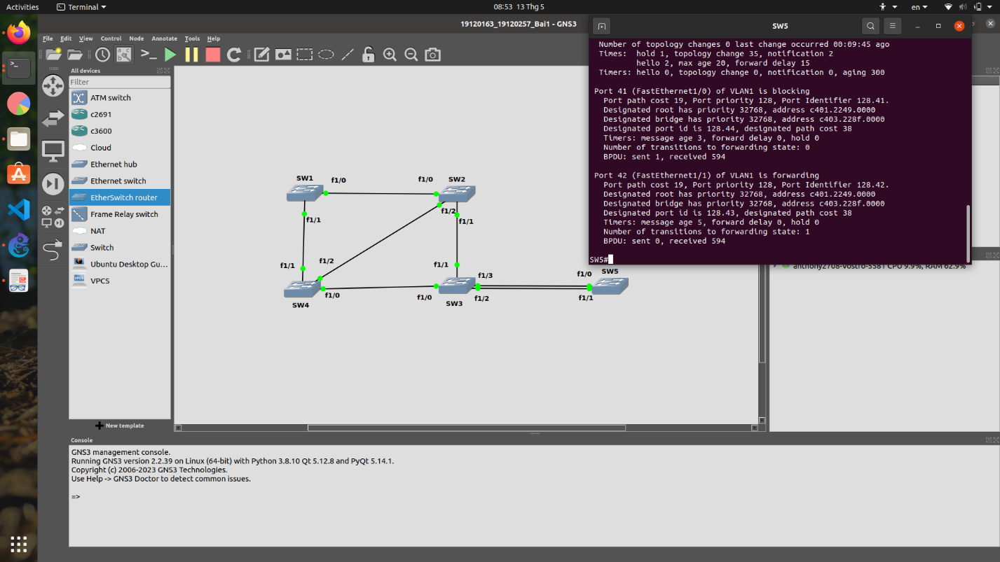 Activities
Terminal
08:53 13 Thg 5
en
19120163_19120257_Bai1 - GNS3
File Edit View Control Node Annotate Tools Help
All devices
Filter
ATM switch
c2691
c3600
Cloud
Ethernet hub
Ethernet switch
EtherSwitch router
Frame Relay switch
NAT
Switch
Ubuntu Desktop Gu...
VPCS
New template
SW1
f1/0
f1/0
SW2
f1/1
f1/2
f1/1
f1/1
f1/2
f1/1
f1/3
f1/0
SW5
SW4
f1/0
f1/0
SW3
f1/2
f1/1
SW5
Number of topology changes 0 last change occurred 00:09:45 ago
Times: hold 1, topology change 35, notification 2
hello 2, max age 20, forward delay 15
Timers: hello 0, topology change 0, notification 0, aging 300
Port 41 (FastEthernet1/0) of VLAN1 is blocking
Port path cost 19, Port priority 128, Port Identifier 128.41.
Designated root has priority 32768, address c401.2249.0000
Designated bridge has priority 32768, address c403.228f.0000
Designated port id is 128.44, designated path cost 38
Timers: message age 3, forward delay 0, hold 0
Number of transitions to forwarding state: 0
BPDU: sent 1, received 594
Port 42 (FastEthernet1/1) of VLAN1 is forwarding
Port path cost 19, Port priority 128, Port Identifier 128.42.
Designated root has priority 32768, address c401.2249.0000
Designated bridge has priority 32768, address c403.228f.0000
Designated port id is 128.43, designated path cost 38
Timers: message age 5, forward delay 0, hold 0
Number of transitions to forwarding state: 1
BPDU: sent 0, received 594
SW5#
anthony2708-Vostro-5581 CPU 9.9%, RAM 62.9%
Console
GNS3 management console.
Running GNS3 version 2.2.39 on Linux (64-bit) with Python 3.8.10 Qt 5.12.8 and PyQt 5.14.1.
Copyright (c) 2006-2023 GNS3 Technologies.
Use Help -> GNS3 Doctor to detect common issues.
=>